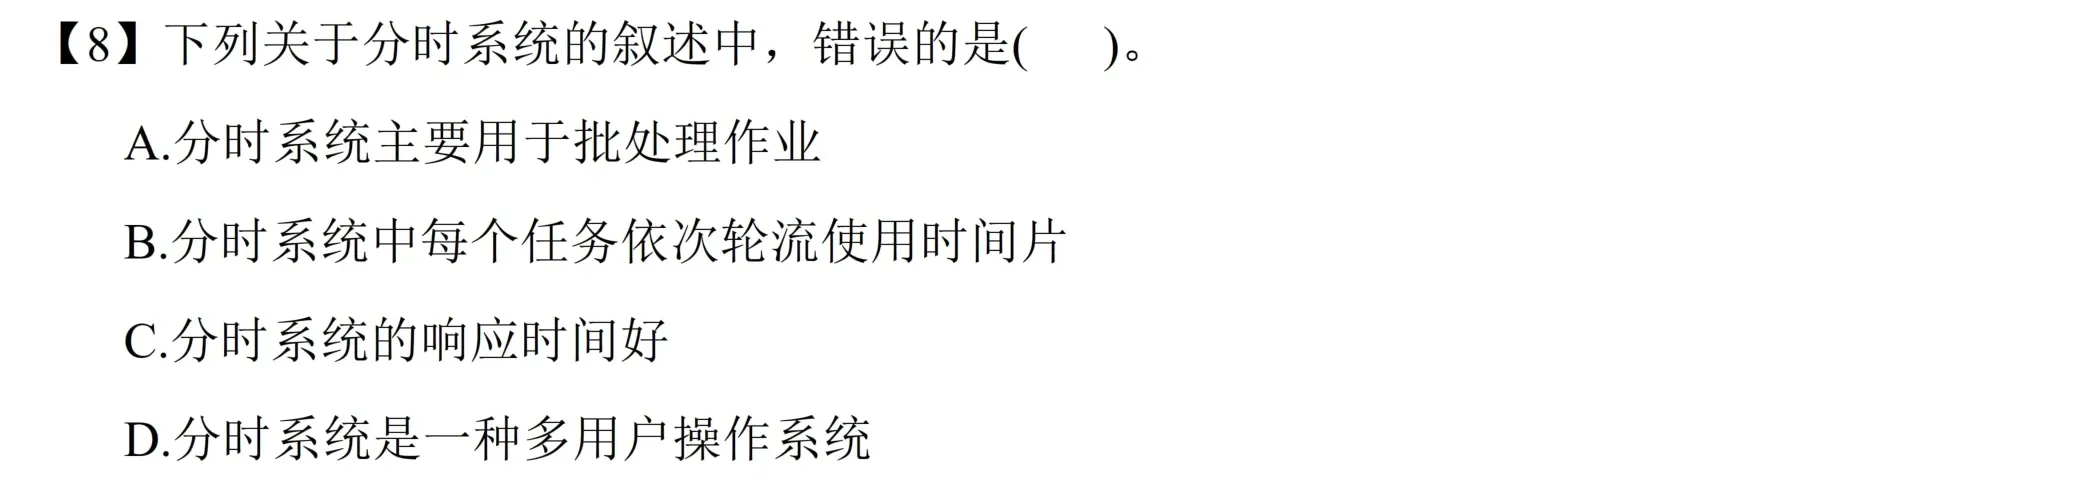 【8】下列关于分时系统的叙述中，错误的是(　　)。
A.分时系统主要用于批处理作业
B.分时系统中每个任务依次轮流使用时间片
C.分时系统的响应时间好
D.分时系统是一种多用户操作系统